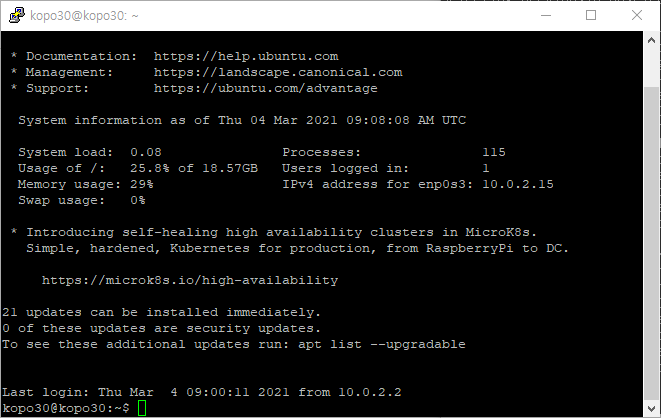 kopo30@kopo30: ~
* Documentation:  https://help.ubuntu.com
* Management:     https://landscape.canonical.com
* Support:        https://ubuntu.com/advantage
System information as of Thu 04 Mar 2021 09:08:08 AM UTC
System load:  0.08               Processes:               115
Usage of /:   25.8% of 18.57GB   Users logged in:         1
Memory usage: 29%                IPv4 address for enp0s3: 10.0.2.15
Swap usage:   0%
* Introducing self-healing high availability clusters in MicroK8s.
Simple, hardened, Kubernetes for production, from RaspberryPi to DC.
https://microk8s.io/high-availability
21 updates can be installed immediately.
0 of these updates are security updates.
To see these additional updates run: apt list --upgradable
Last login: Thu Mar  4 09:00:11 2021 from 10.0.2.2
kopo30@kopo30:~$